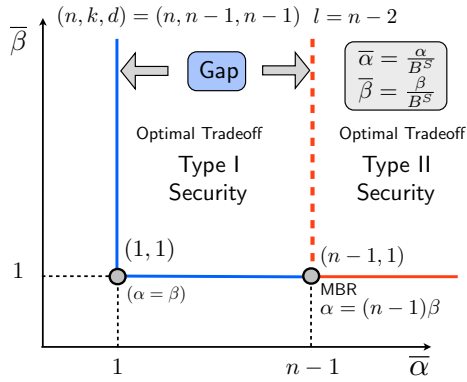 (n, k, d) = (n, n−1, n−1)  l = n − 2
β̅
Gap
α̅ = α/B^S
β̅ = β/B^S
Optimal Tradeoff
Type I
Security
Optimal Tradeoff
Type II
Security
(1, 1)
(n−1, 1)
1
(α = β)
MBR
α = (n−1)β
1
n−1
α̅